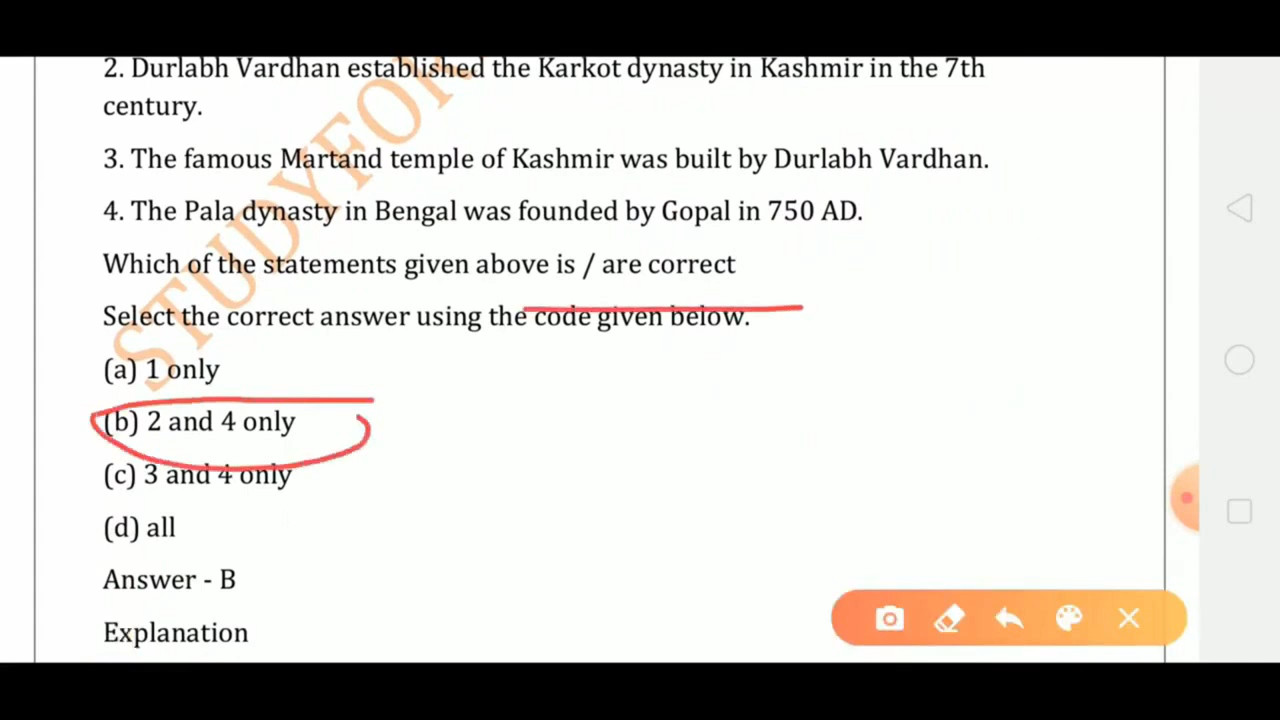 2. Durlabh Vardhan established the Karkot dynasty in Kashmir in the 7th
century.
3. The famous Martand temple of Kashmir was built by Durlabh Vardhan.
4. The Pala dynasty in Bengal was founded by Gopal in 750 AD.
Which of the statements given above is / are correct
Select the correct answer using the code given below.
(a) 1 only
(b) 2 and 4 only
(c) 3 and 4 only
(d) all
Answer - B
Explanation
STUDYFOR